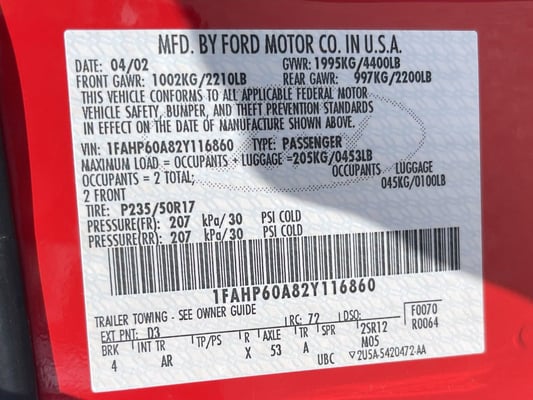 MFD. BY FORD MOTOR CO. IN U.S.A.
DATE: 04/02 GVWR: 1995KG/4400LB
FRONT GAWR: 1002KG/2210LB REAR GAWR: 997KG/2200LB
THIS VEHICLE CONFORMS TO ALL APPLICABLE FEDERAL MOTOR
VEHICLE SAFETY, BUMPER, AND THEFT PREVENTION STANDARDS
IN EFFECT ON THE DATE OF MANUFACTURE SHOWN ABOVE.
VIN: 1FAHP60A82Y116860 TYPE: PASSENGER
MAXIMUM LOAD = OCCUPANTS + LUGGAGE =205KG/0453LB
OCCUPANTS = 2 TOTAL; OCCUPANTS LUGGAGE
2 FRONT 045KG/0100LB
TIRE: P235/50R17
PRESSURE(FR): 207 kPa/30 PSI COLD
PRESSURE(RR): 207 kPa/30 PSI COLD
1FAHP60A82Y116860
TRAILER TOWING - SEE OWNER GUIDE
EXT PNT: D3 RC: 72 DSO: F0070
BRK INT TR TP/PS R AXLE TR SPR 2SR12 R0064
4 AR X 53 A M05
UBC 2U5A-5420472-AA